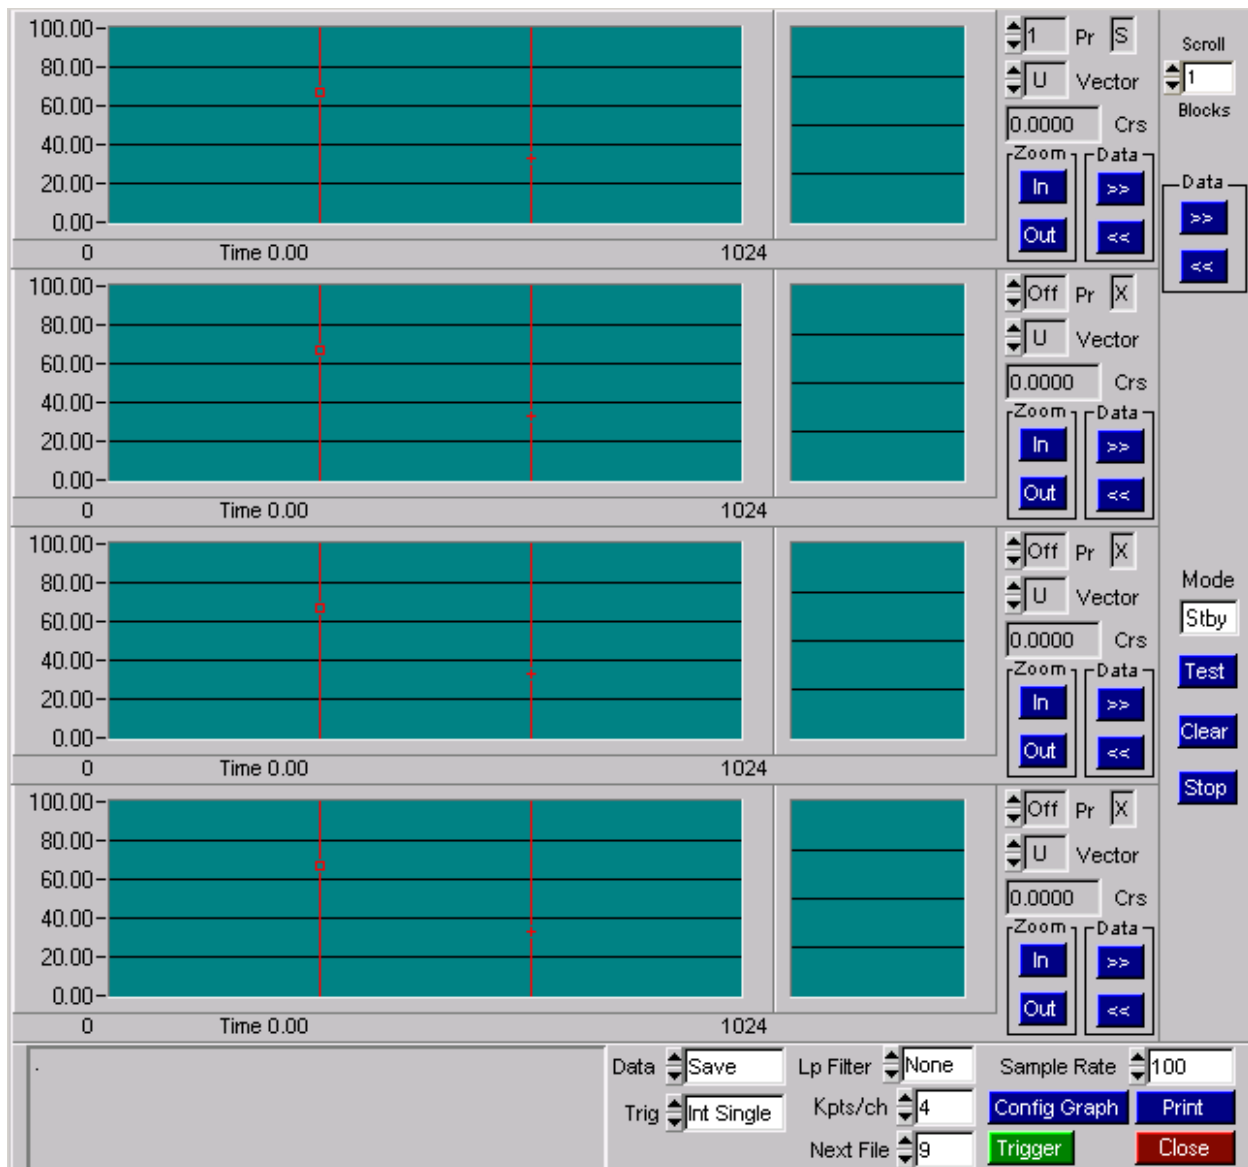 100.00
80.00
60.00
40.00
20.00
0.00
0 Time 0.00 1024
1 Pr S
U Vector
0.0000 Crs
Zoom Data
In >>
Out <<
Scroll
1
Blocks
Data
>>
<<
100.00
80.00
60.00
40.00
20.00
0.00
0 Time 0.00 1024
Off Pr X
U Vector
0.0000 Crs
Zoom Data
In >>
Out <<
100.00
80.00
60.00
40.00
20.00
0.00
0 Time 0.00 1024
Off Pr X
U Vector
0.0000 Crs
Zoom Data
In >>
Out <<
Mode
Stby
Test
Clear
Stop
100.00
80.00
60.00
40.00
20.00
0.00
0 Time 0.00 1024
Off Pr X
U Vector
0.0000 Crs
Zoom Data
In >>
Out <<
.
Data Save Lp Filter None Sample Rate 100
Trig Int Single Kpts/ch 4 Config Graph Print
Next File 9 Trigger Close